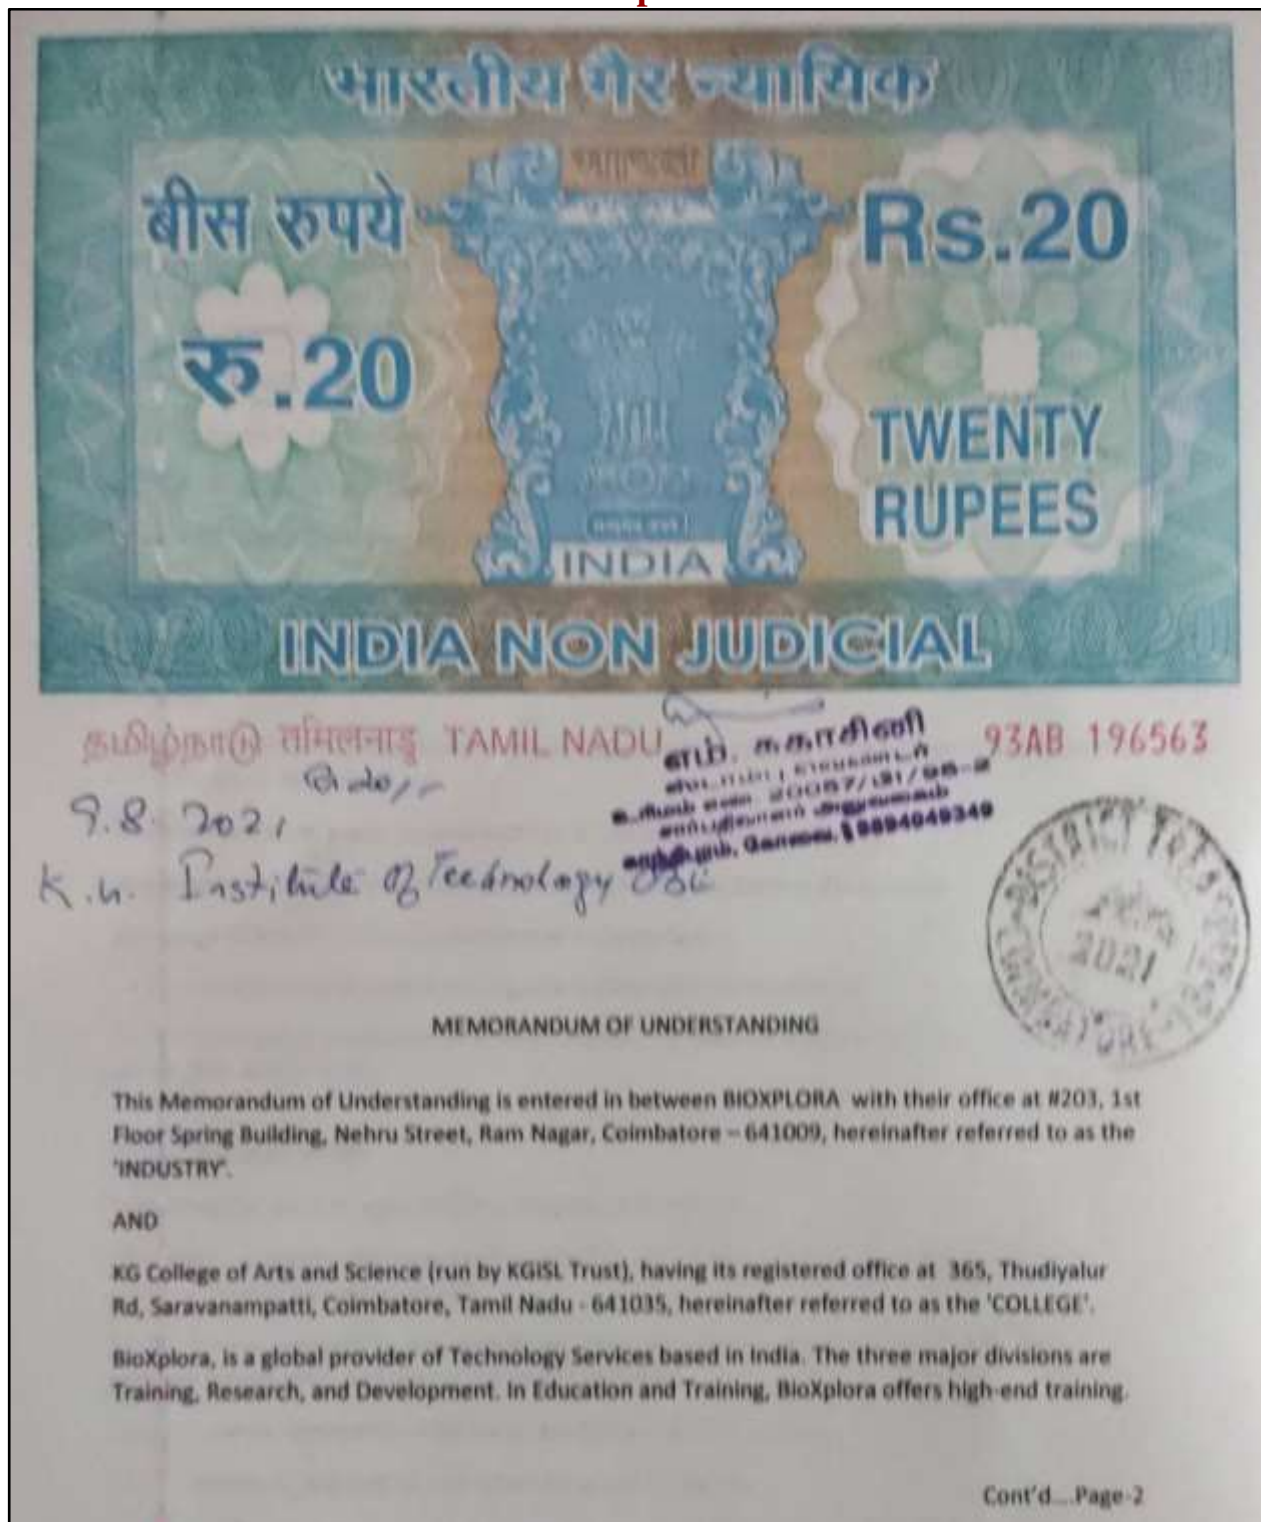 भारतीय गैर न्यायिक
बीस रुपये
Rs.20
रु.20
TWENTY
RUPEES
INDIA
INDIA NON JUDICIAL
தமிழ்நாடு तमिलनाडु TAMIL NADU
93AB 196563
எம். சுகாசினி
9.8.2021
K.G. Institute of Technology
DISTRICT
2021
COIMBATORE
MEMORANDUM OF UNDERSTANDING
This Memorandum of Understanding is entered in between BIOXPLORA with their office at #203, 1st
Floor Spring Building, Nehru Street, Ram Nagar, Coimbatore – 641009, hereinafter referred to as the
'INDUSTRY'.
AND
KG College of Arts and Science (run by KGiSL Trust), having its registered office at 365, Thudiyalur
Rd, Saravanampatti, Coimbatore, Tamil Nadu - 641035, hereinafter referred to as the 'COLLEGE'.
BioXplora, is a global provider of Technology Services based in India. The three major divisions are
Training, Research, and Development. In Education and Training, BioXplora offers high-end training.
Cont'd....Page-2